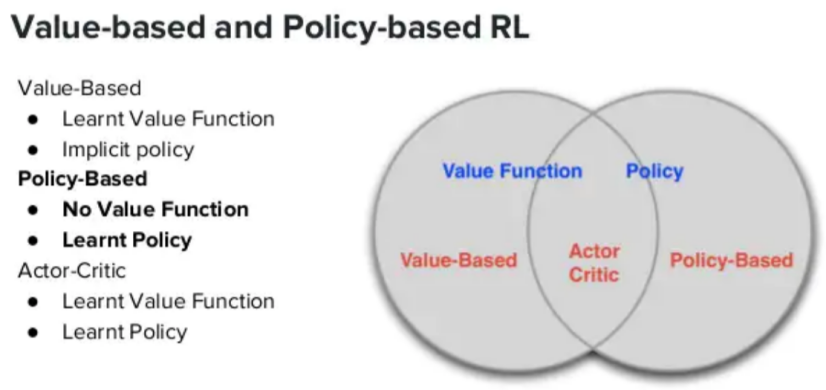 Value-based and Policy-based RL
Value-Based
● Learnt Value Function
● Implicit policy
Policy-Based
● No Value Function
● Learnt Policy
Actor-Critic
● Learnt Value Function
● Learnt Policy
Value Function
Policy
Value-Based
Actor
Critic
Policy-Based